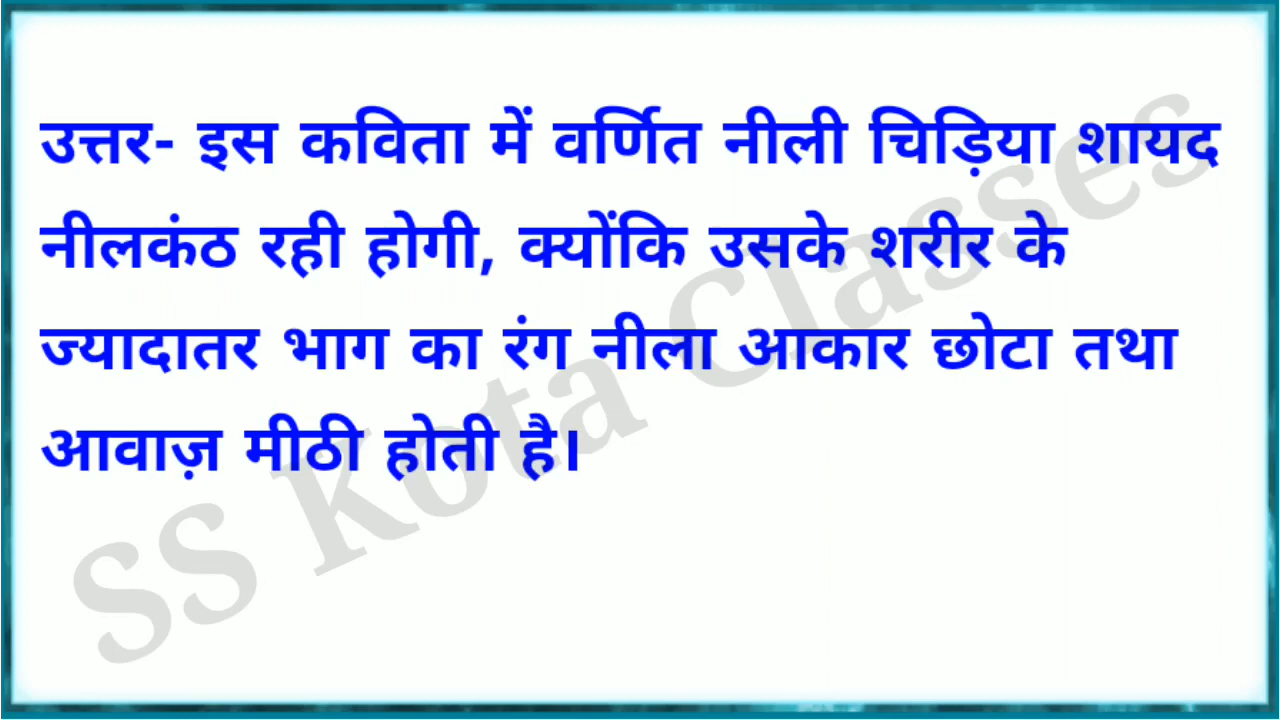 उत्तर- इस कविता में वर्णित नीली चिड़िया शायद
नीलकंठ रही होगी, क्योंकि उसके शरीर के
ज्यादातर भाग का रंग नीला आकार छोटा तथा
आवाज़ मीठी होती है।
SS Kota Classes